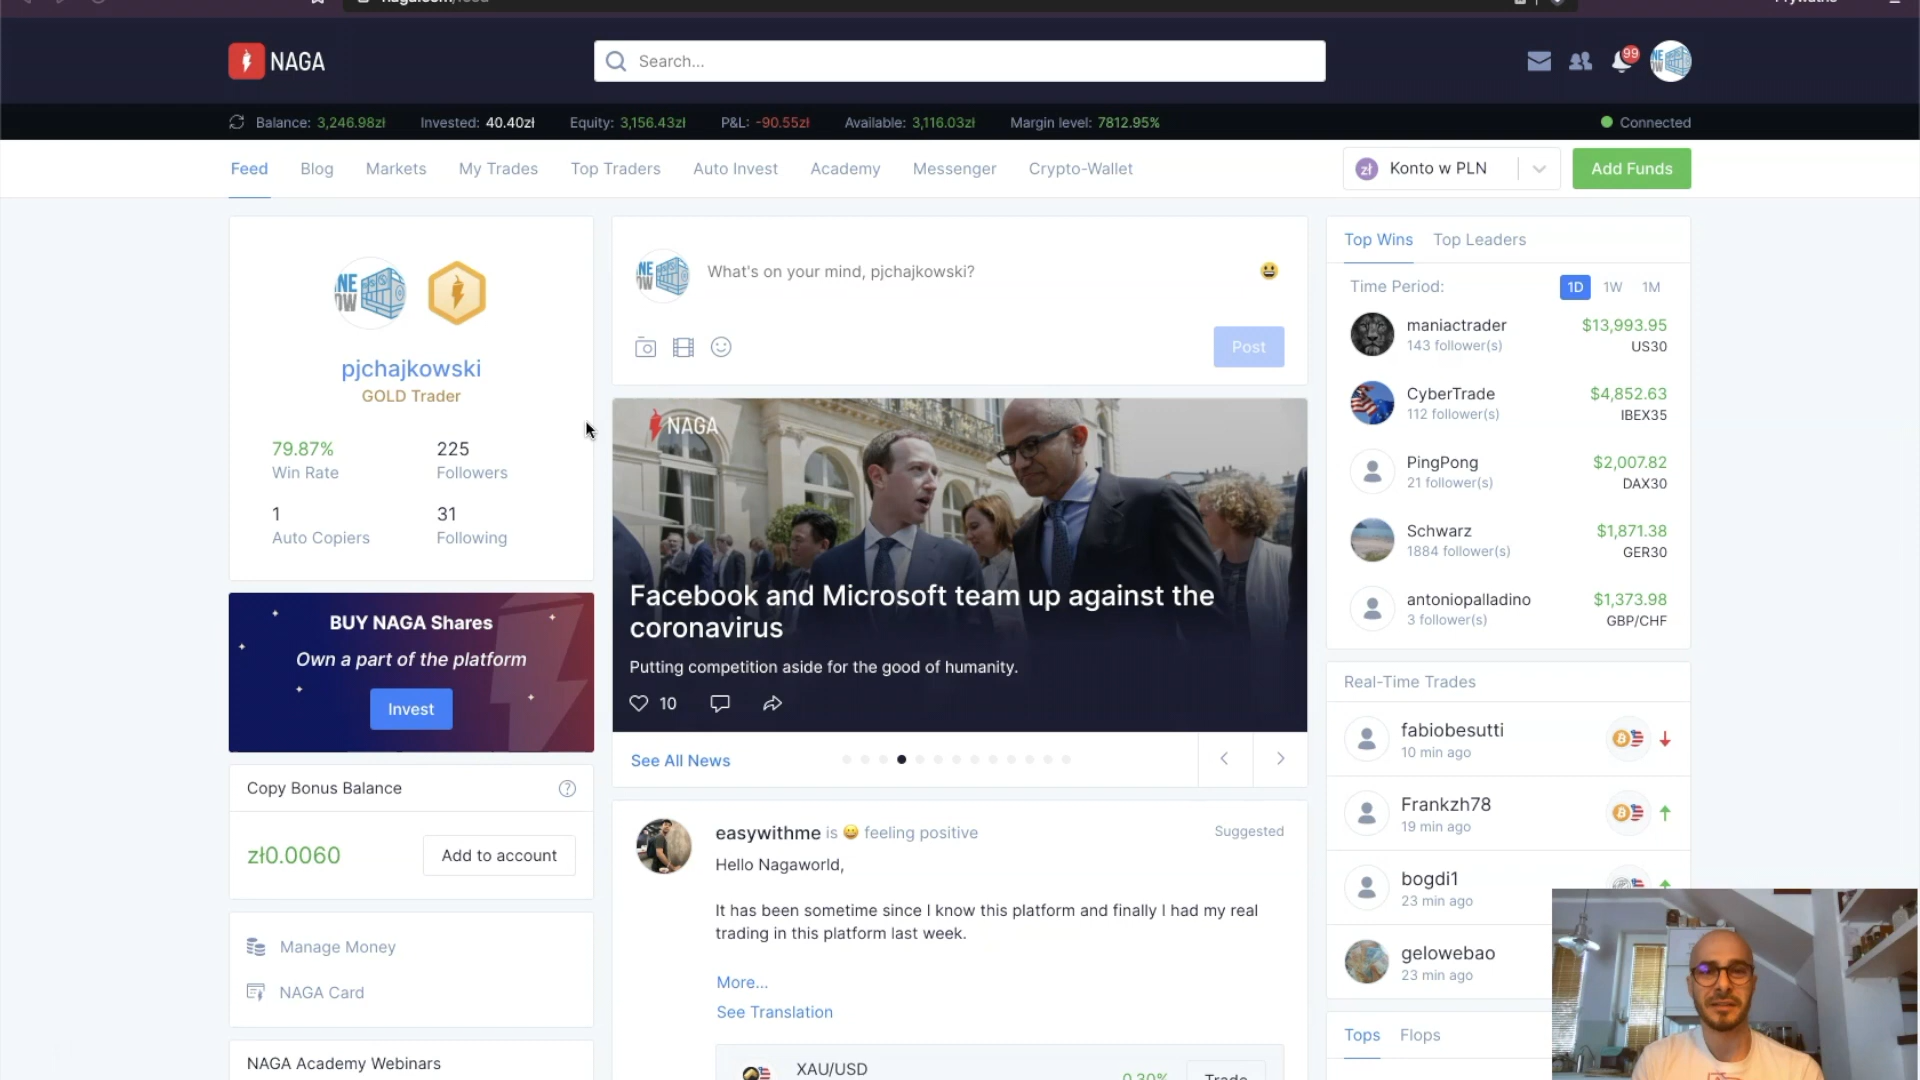 NAGA
Search...
99
Balance: 3,246.98zł
Invested: 40.40zł
Equity: 3,156.43zł
P&L: -90.55zł
Available: 3,116.03zł
Margin level: 7812.95%
Connected
Feed
Blog
Markets
My Trades
Top Traders
Auto Invest
Academy
Messenger
Crypto-Wallet
zł Konto w PLN
Add Funds
pjchajkowski
GOLD Trader
79.87%
Win Rate
225
Followers
1
Auto Copiers
31
Following
BUY NAGA Shares
Own a part of the platform
Invest
Copy Bonus Balance
?
zł0.0060
Add to account
Manage Money
NAGA Card
NAGA Academy Webinars
What's on your mind, pjchajkowski?
Post
NAGA
Facebook and Microsoft team up against the
coronavirus
Putting competition aside for the good of humanity.
10
See All News
easywithme is feeling positive
Suggested
Hello Nagaworld,
It has been sometime since I know this platform and finally I had my real
trading in this platform last week.
More...
See Translation
XAU/USD
0.30%
Trade
Top Wins
Top Leaders
Time Period:
1D
1W
1M
maniactrader
$13,993.95
143 follower(s)
US30
CyberTrade
$4,852.63
112 follower(s)
IBEX35
PingPong
$2,007.82
21 follower(s)
DAX30
Schwarz
$1,871.38
1884 follower(s)
GER30
antoniopalladino
$1,373.98
3 follower(s)
GBP/CHF
Real-Time Trades
fabiobesutti
10 min ago
Frankzh78
19 min ago
bogdi1
23 min ago
gelowebao
23 min ago
Tops
Flops